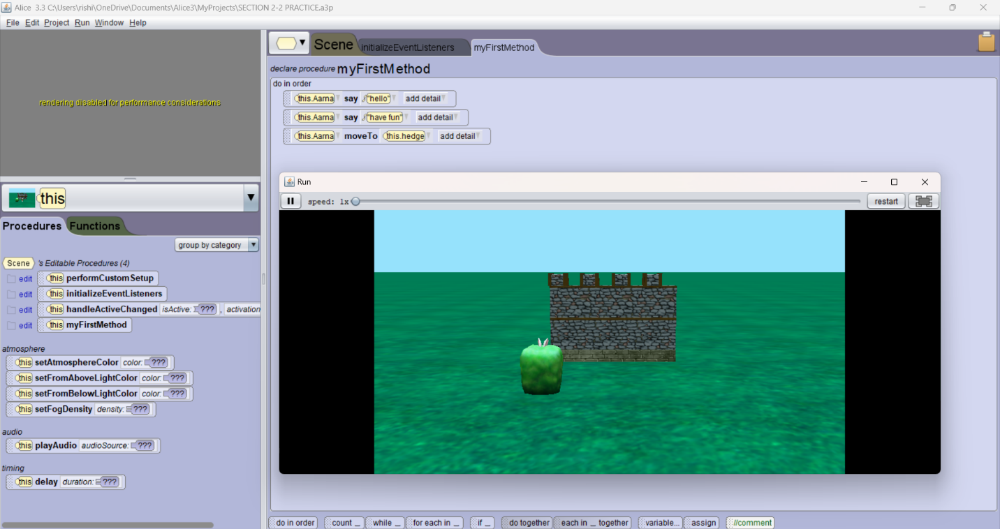 Alice 3.3 C:\Users\rishi\OneDrive\Documents\Alice3\MyProjects\SECTION 2-2 PRACTICE.a3p
File Edit Project Run Window Help
rendering disabled for performance considerations
this
Procedures Functions
group by category
Scene 's Editable Procedures (4)
edit this performCustomSetup
edit this initializeEventListeners
edit this handleActiveChanged isActive: ??? , activation
edit this myFirstMethod
atmosphere
this setAtmosphereColor color: ???
this setFromAboveLightColor color: ???
this setFromBelowLightColor color: ???
this setFogDensity density: ???
audio
this playAudio audioSource: ???
timing
this delay duration: ???
Scene initializeEventListeners myFirstMethod
declare procedure myFirstMethod
do in order
this.Aarna say "hello" add detail
this.Aarna say "have fun" add detail
this.Aarna moveTo this.hedge add detail
Run
speed: 1x restart
do in order count _ while _ for each in _ if _ do together each in _ together variable... assign //comment